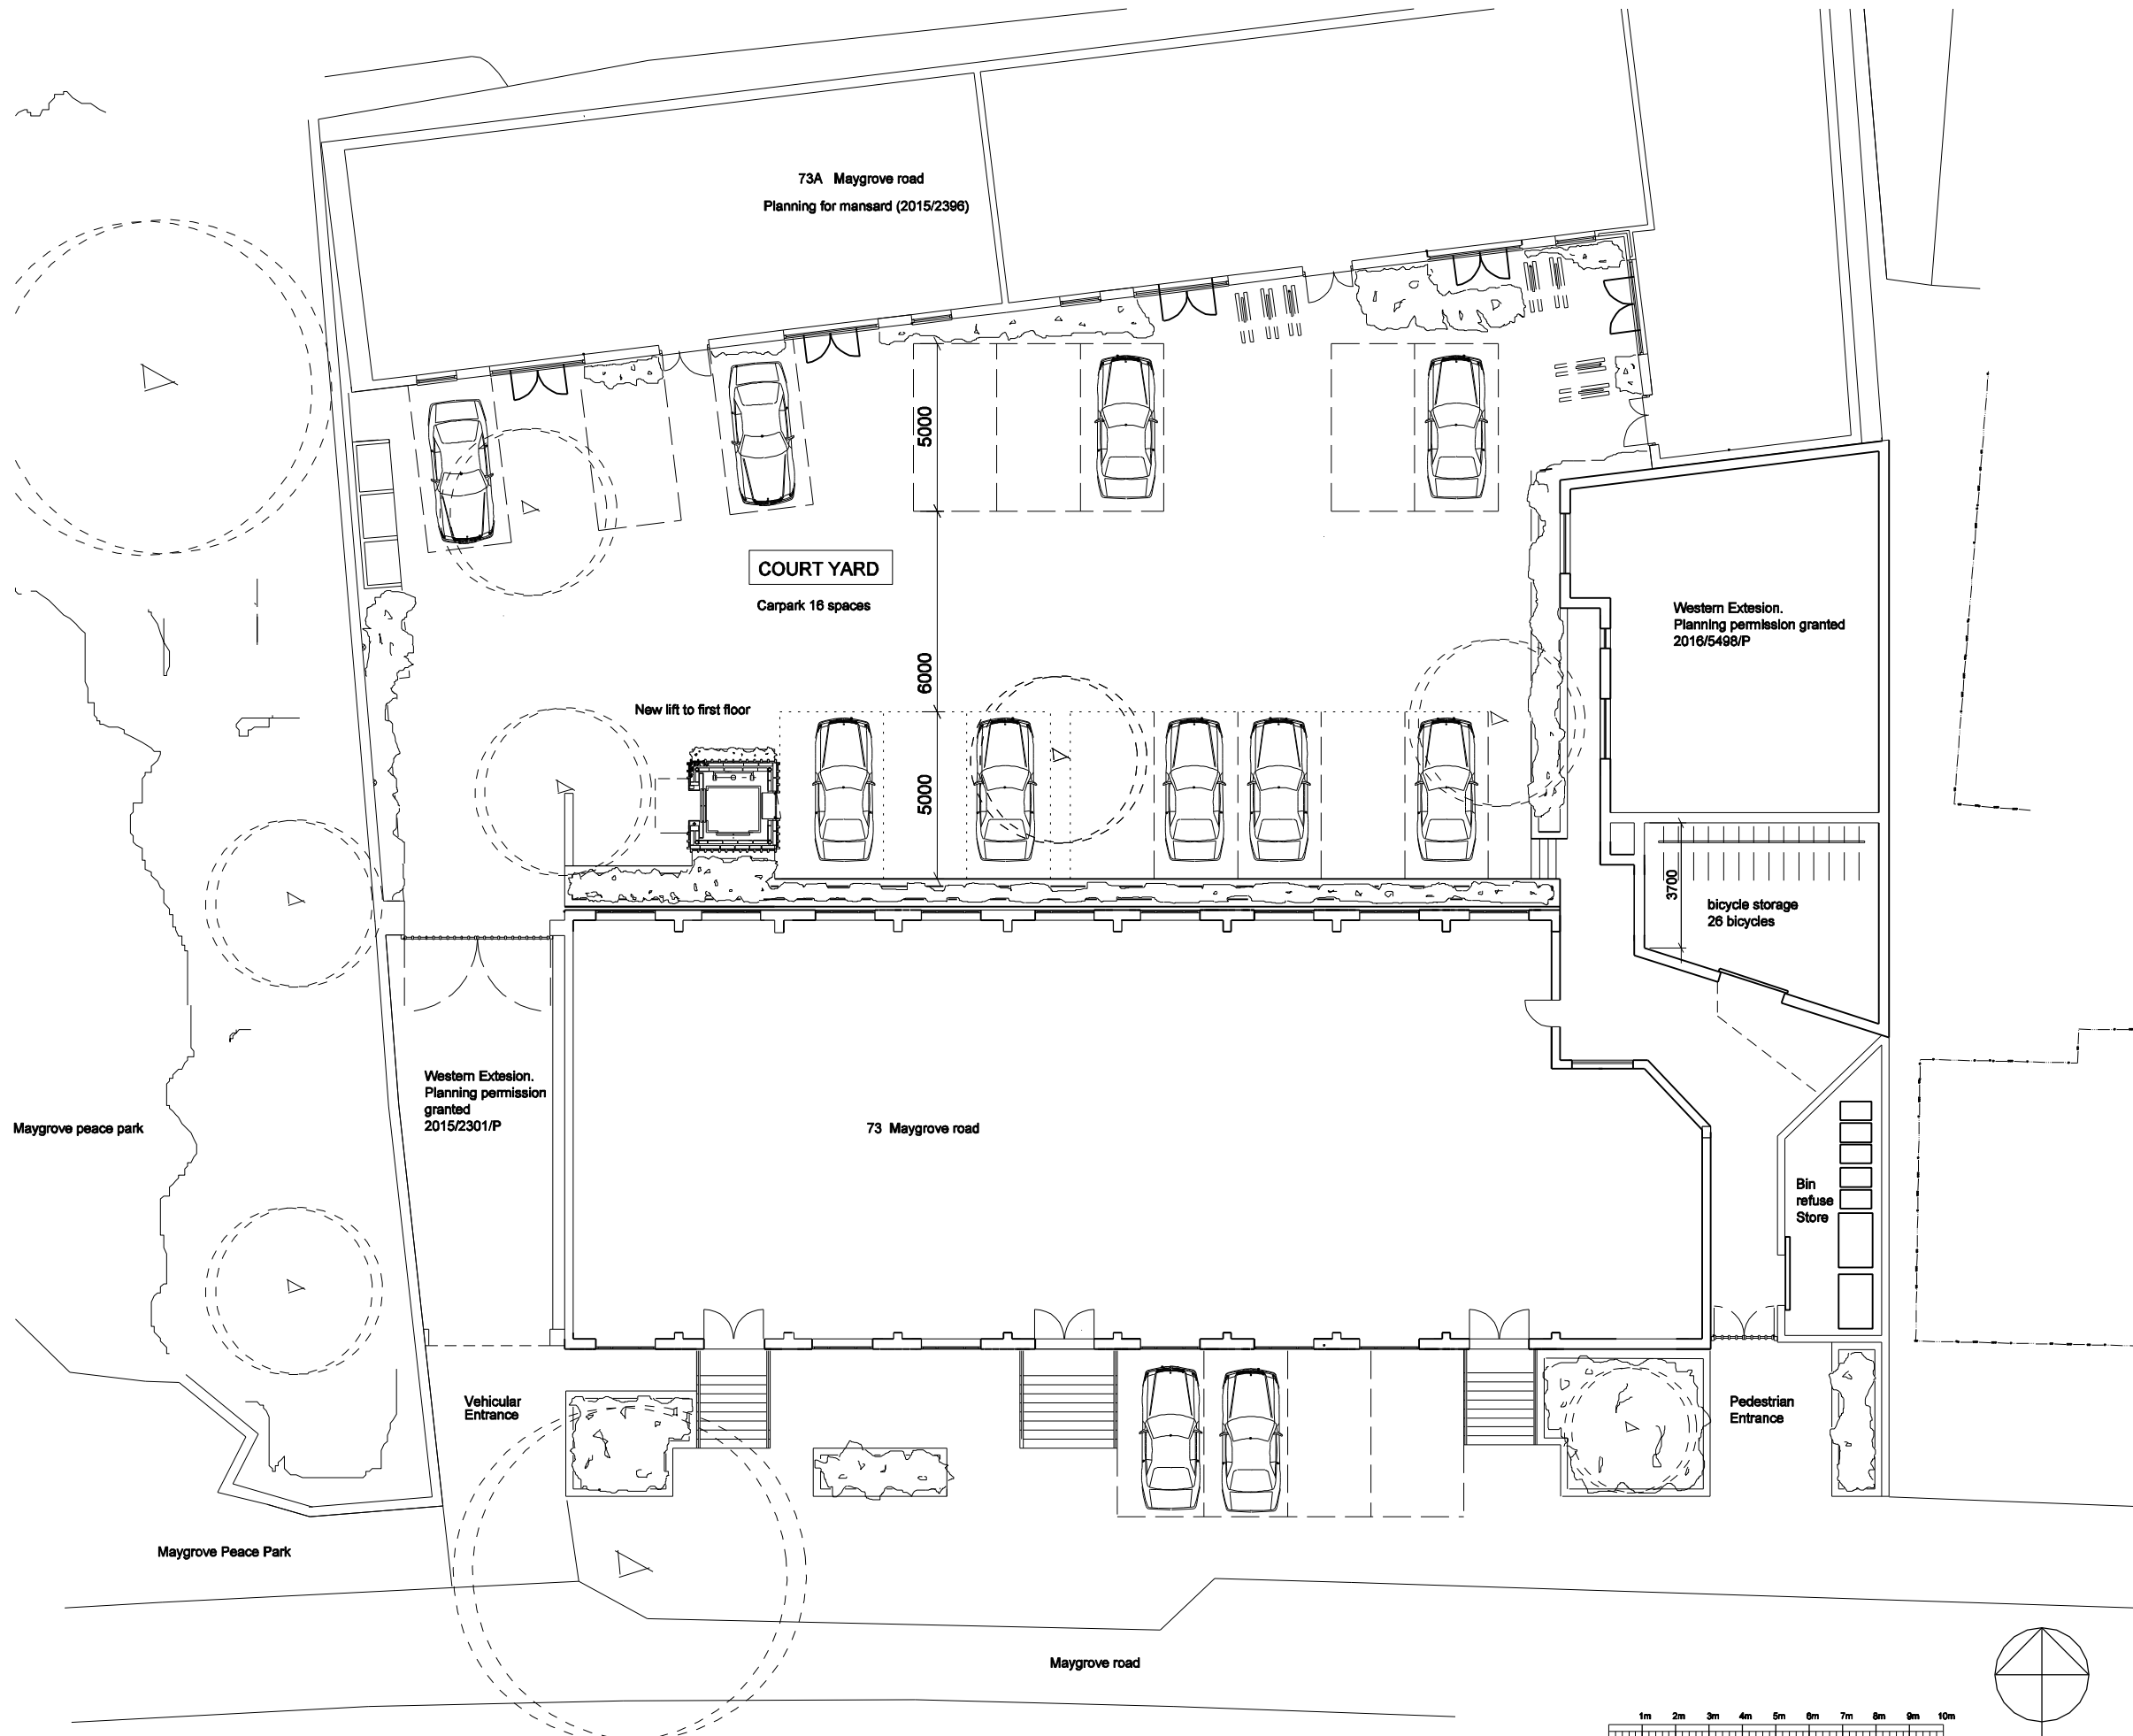 73A Maygrove road
Planning for mansard (2015/2396)
5000
COURT YARD
Carpark 16 spaces
Western Extesion.
Planning permission granted
2016/5498/P
6000
New lift to first floor
5000
3700
bicycle storage
26 bicycles
Western Extesion.
Planning permission
granted
2015/2301/P
Maygrove peace park
73 Maygrove road
Bin
refuse
Store
Vehicular
Entrance
Pedestrian
Entrance
Maygrove Peace Park
Maygrove road
1m 2m 3m 4m 5m 6m 7m 8m 9m 10m